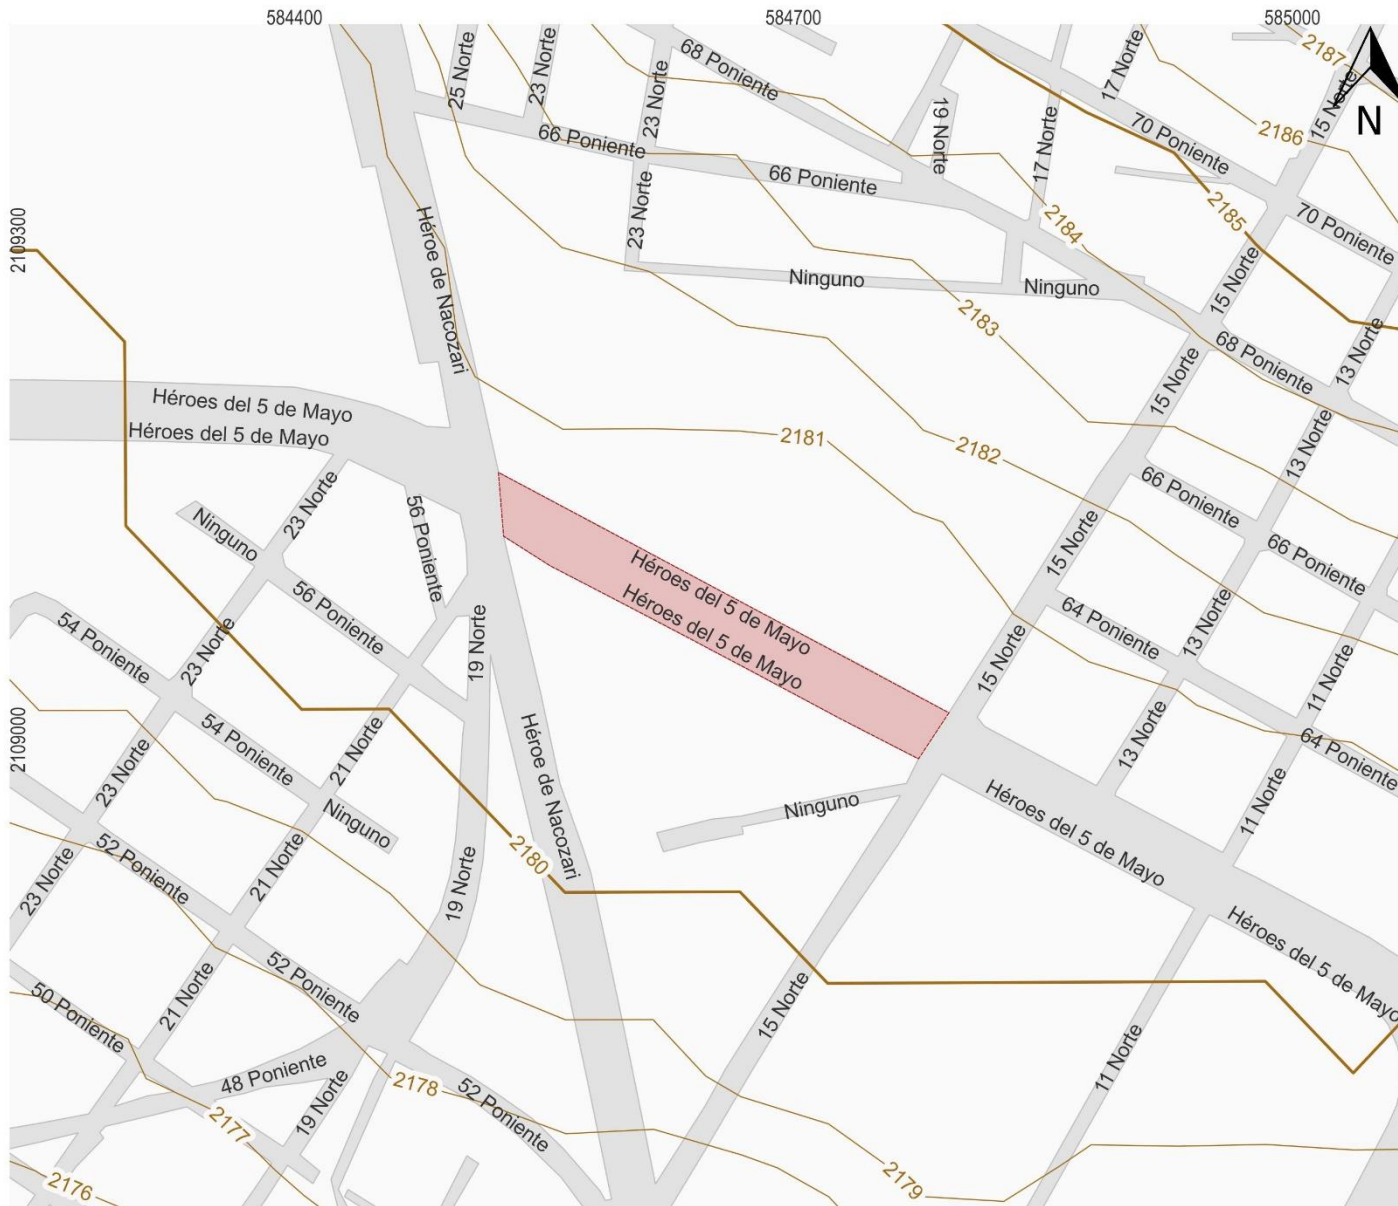 584400
584700
585000
2187
25 Norte
23 Norte
23 Norte
68 Poniente
17 Norte
15 Norte
N
66 Poniente
19 Norte
17 Norte
70 Poniente
2186
66 Poniente
23 Norte
2109300
Héroe de Nacozari
2184
2185
70 Poniente
Ninguno
Ninguno
15 Norte
2183
68 Poniente
13 Norte
15 Norte
Héroes del 5 de Mayo
Héroes del 5 de Mayo
2181
2182
13 Norte
66 Poniente
23 Norte
Ninguno
56 Poniente
Héroes del 5 de Mayo
Héroes del 5 de Mayo
15 Norte
66 Poniente
56 Poniente
54 Poniente
23 Norte
19 Norte
15 Norte
64 Poniente
13 Norte
11 Norte
2109000
54 Poniente
21 Norte
Héroe de Nacozari
13 Norte
64 Poniente
23 Norte
Ninguno
Ninguno
Héroes del 5 de Mayo
11 Norte
52 Poniente
23 Norte
21 Norte
2180
19 Norte
Héroes del 5 de Mayo
52 Poniente
21 Norte
50 Poniente
15 Norte
11 Norte
48 Poniente
19 Norte
2178
52 Poniente
2177
2179
2176